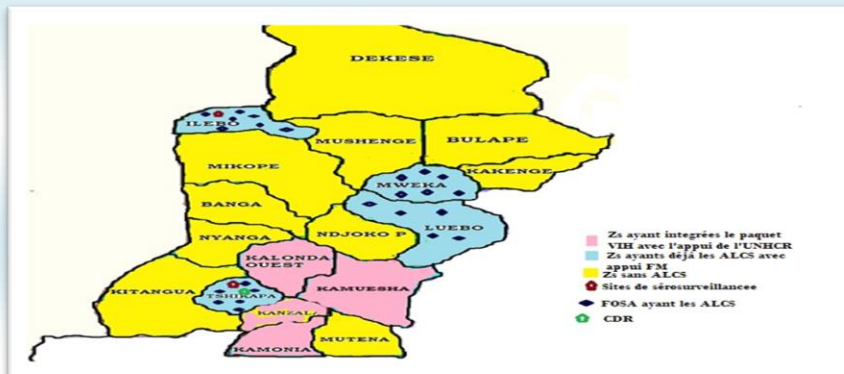 DEKESE
ILEBO
MUSHENGE
BULAPE
MIKOPE
MWEKA
KAKENGE
BANGA
NYANGA
NDJOKO P
LUEBO
KALONDA
OUEST
KITANGUA
TSHIKAPA
KAMUESHA
KANZAL
KAMONIA
MUTENA
Zs ayant integrées le paquet
VIH avec l'appui de l'UNHCR
Zs ayants déjà les ALCS avec
appui FM
Zs sans ALCS
Sites de sérosurveillancee
FOSA ayant les ALCS
CDR